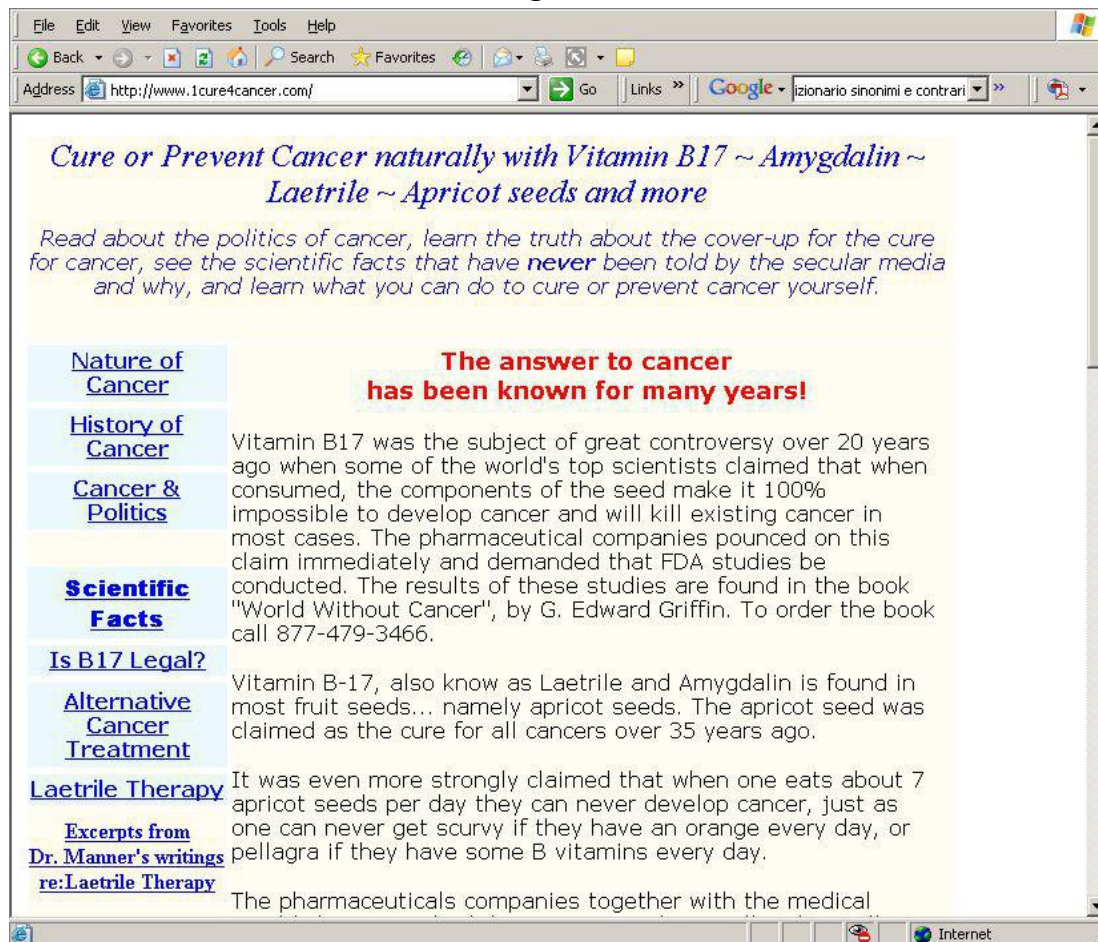 File Edit View Favorites Tools Help
Back Search Favorites
Address http://www.1cure4cancer.com/ Go Links » Google izionario sinonimi e contrari »
Cure or Prevent Cancer naturally with Vitamin B17 ~ Amygdalin ~
Laetrile ~ Apricot seeds and more
Read about the politics of cancer, learn the truth about the cover-up for the cure
for cancer, see the scientific facts that have never been told by the secular media
and why, and learn what you can do to cure or prevent cancer yourself.
Nature of
Cancer
History of
Cancer
Cancer &
Politics
Scientific
Facts
Is B17 Legal?
Alternative
Cancer
Treatment
Laetrile Therapy
Excerpts from
Dr. Manner's writings
re:Laetrile Therapy
The answer to cancer
has been known for many years!
Vitamin B17 was the subject of great controversy over 20 years
ago when some of the world's top scientists claimed that when
consumed, the components of the seed make it 100%
impossible to develop cancer and will kill existing cancer in
most cases. The pharmaceutical companies pounced on this
claim immediately and demanded that FDA studies be
conducted. The results of these studies are found in the book
"World Without Cancer", by G. Edward Griffin. To order the book
call 877-479-3466.
Vitamin B-17, also know as Laetrile and Amygdalin is found in
most fruit seeds... namely apricot seeds. The apricot seed was
claimed as the cure for all cancers over 35 years ago.
It was even more strongly claimed that when one eats about 7
apricot seeds per day they can never develop cancer, just as
one can never get scurvy if they have an orange every day, or
pellagra if they have some B vitamins every day.
The pharmaceuticals companies together with the medical
Internet